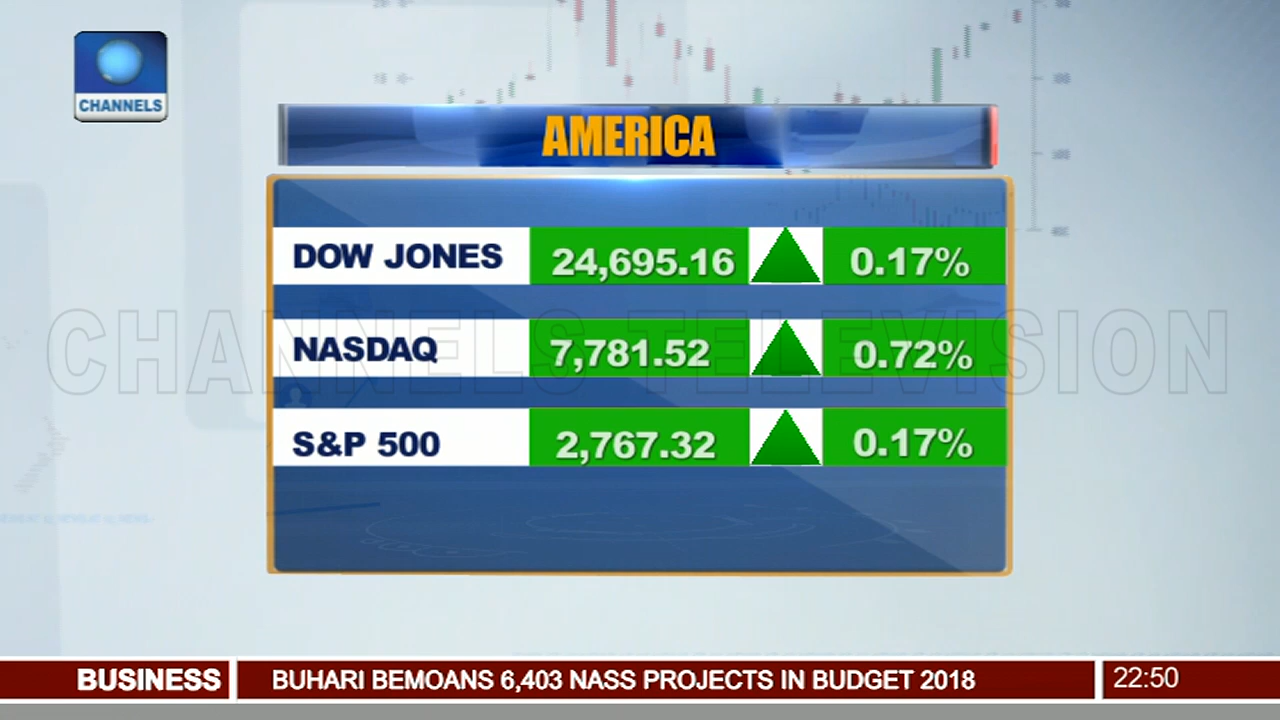 CHANNELS
AMERICA
DOW JONES 24,695.16 0.17%
NASDAQ 7,781.52 0.72%
CHANNELS TELEVISION
S&P 500 2,767.32 0.17%
BUSINESS BUHARI BEMOANS 6,403 NASS PROJECTS IN BUDGET 2018 22:50